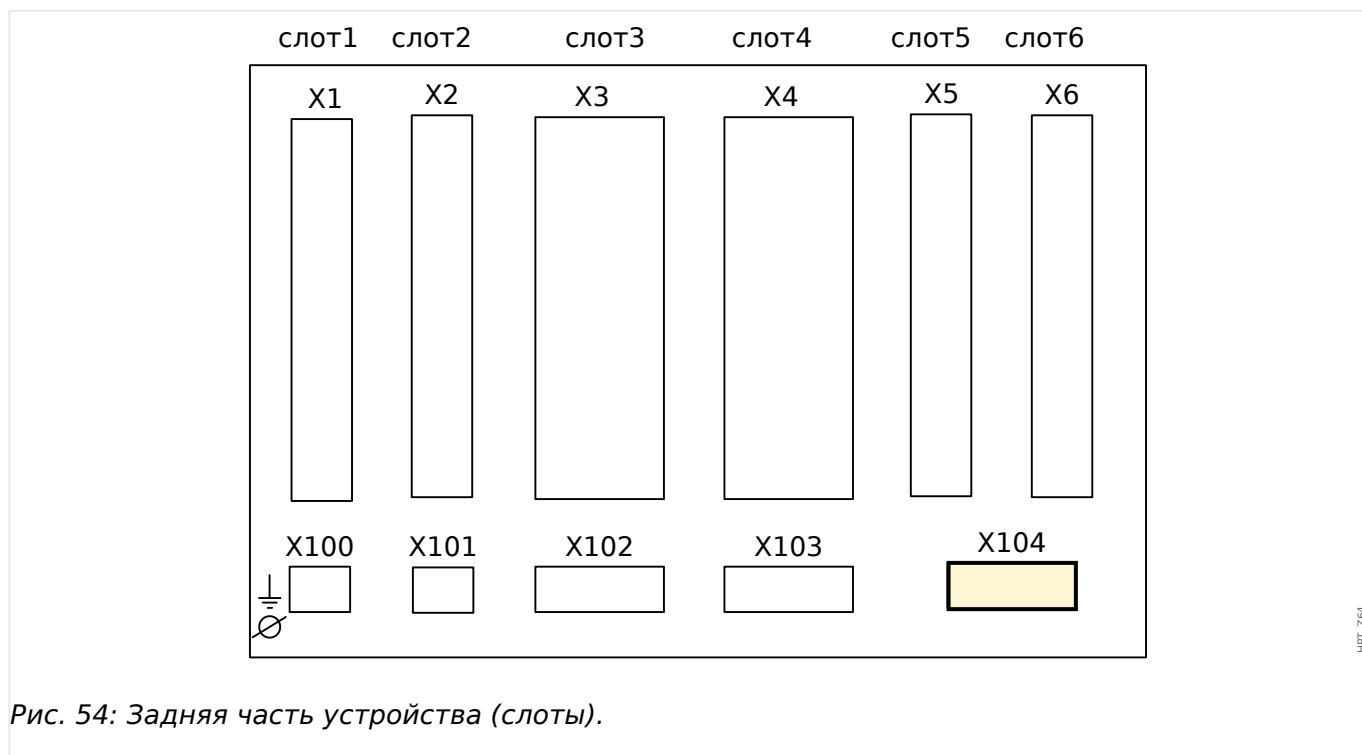 слот1 слот2 слот3 слот4 слот5 слот6
X1 X2 X3 X4 X5 X6
X100 X101 X102 X103 X104
Рис. 54: Задняя часть устройства (слоты).